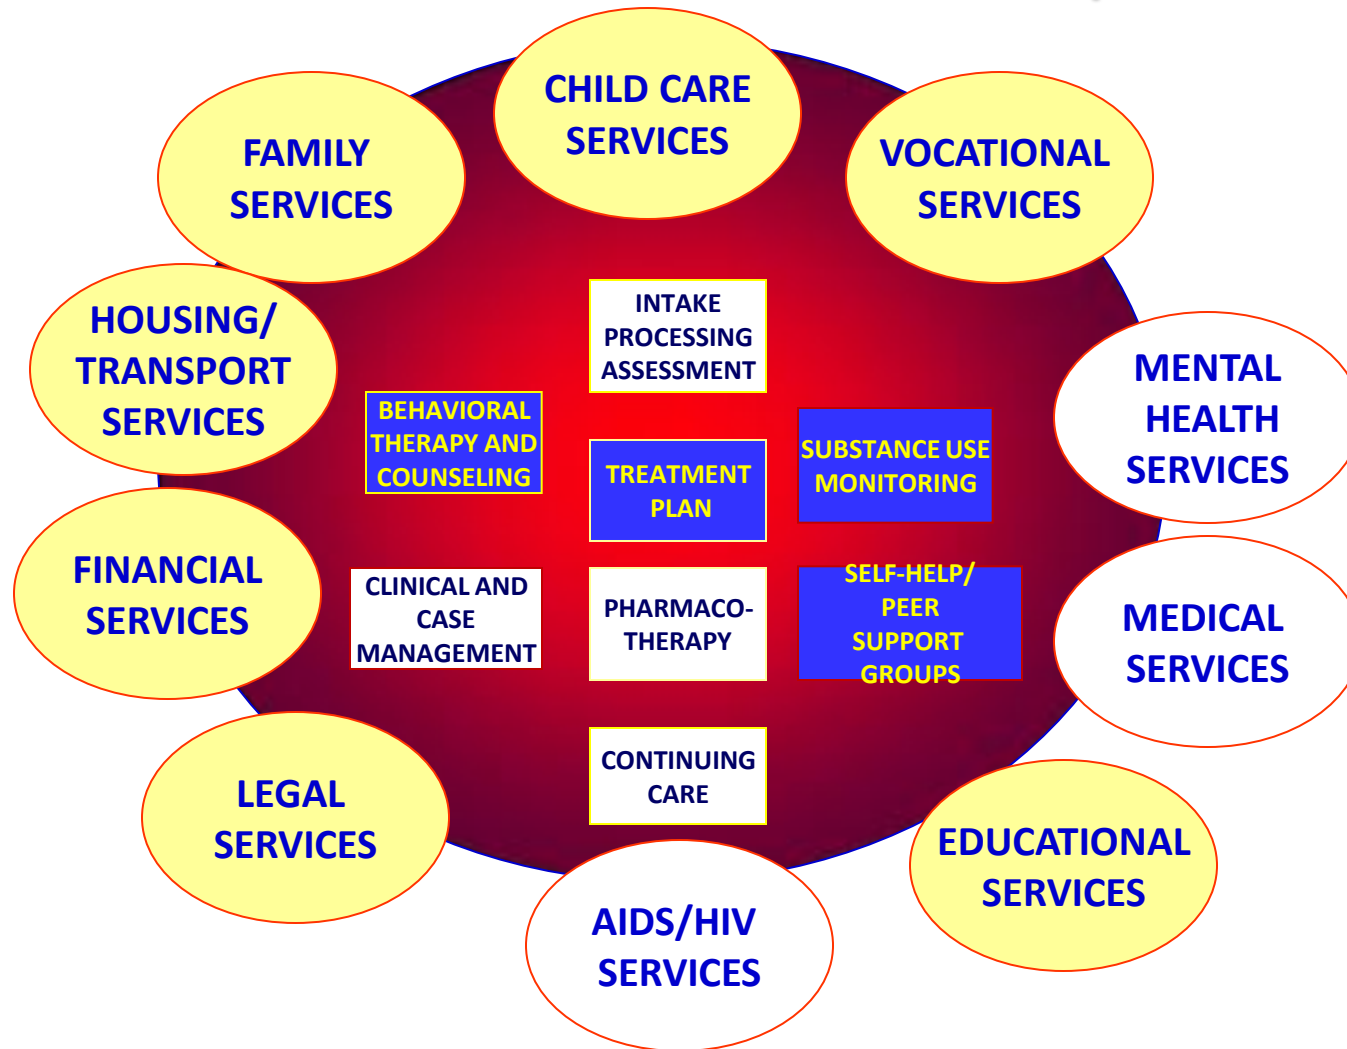 CHILD CARE
SERVICES
FAMILY
SERVICES
VOCATIONAL
SERVICES
HOUSING/
TRANSPORT
SERVICES
INTAKE
PROCESSING
ASSESSMENT
MENTAL
HEALTH
SERVICES
BEHAVIORAL
THERAPY AND
COUNSELING
TREATMENT
PLAN
SUBSTANCE USE
MONITORING
FINANCIAL
SERVICES
CLINICAL AND
CASE
MANAGEMENT
PHARMACO-
THERAPY
SELF-HELP/
PEER
SUPPORT
GROUPS
MEDICAL
SERVICES
CONTINUING
CARE
LEGAL
SERVICES
EDUCATIONAL
SERVICES
AIDS/HIV
SERVICES